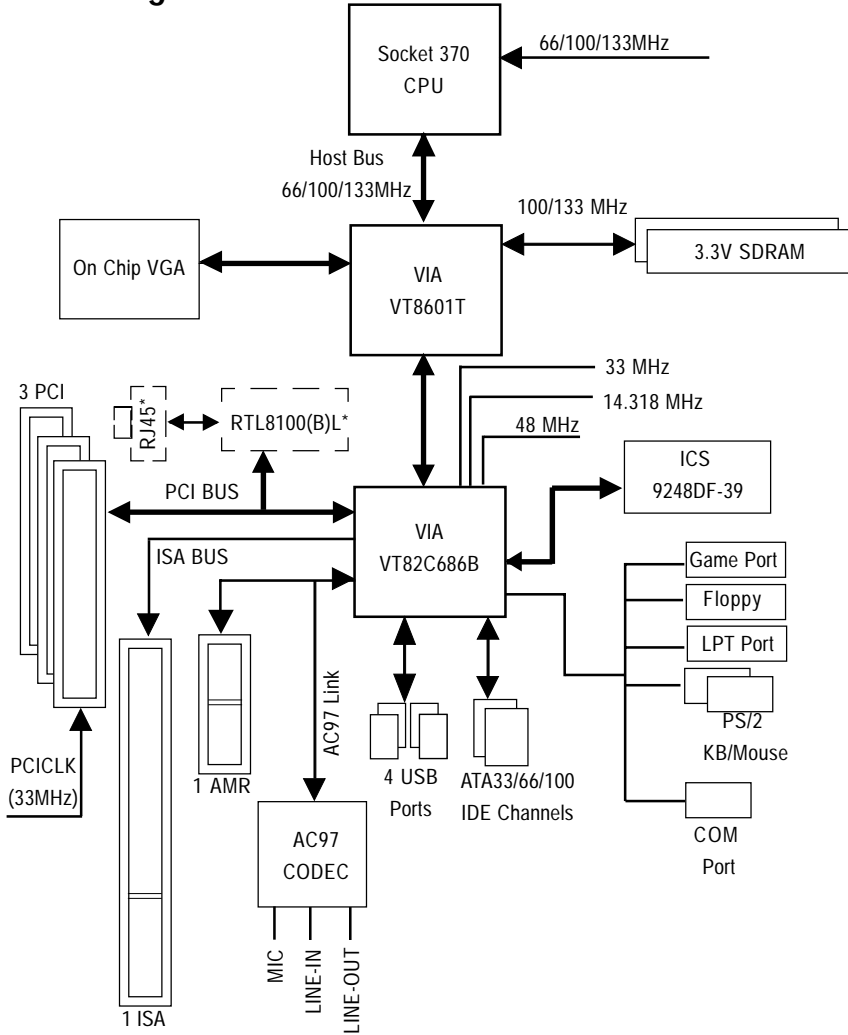 Socket 370
CPU
66/100/133MHz
Host Bus
66/100/133MHz
100/133 MHz
On Chip VGA
VIA
VT8601T
3.3V SDRAM
33 MHz
14.318 MHz
48 MHz
3 PCI
RJ45*
RTL8100(B)L*
ICS
9248DF-39
PCI BUS
VIA
VT82C686B
ISA BUS
Game Port
Floppy
LPT Port
PS/2
KB/Mouse
AC97 Link
PCICLK
(33MHz)
1 AMR
4 USB
Ports
ATA33/66/100
IDE Channels
COM
Port
AC97
CODEC
MIC
LINE-IN
LINE-OUT
1 ISA